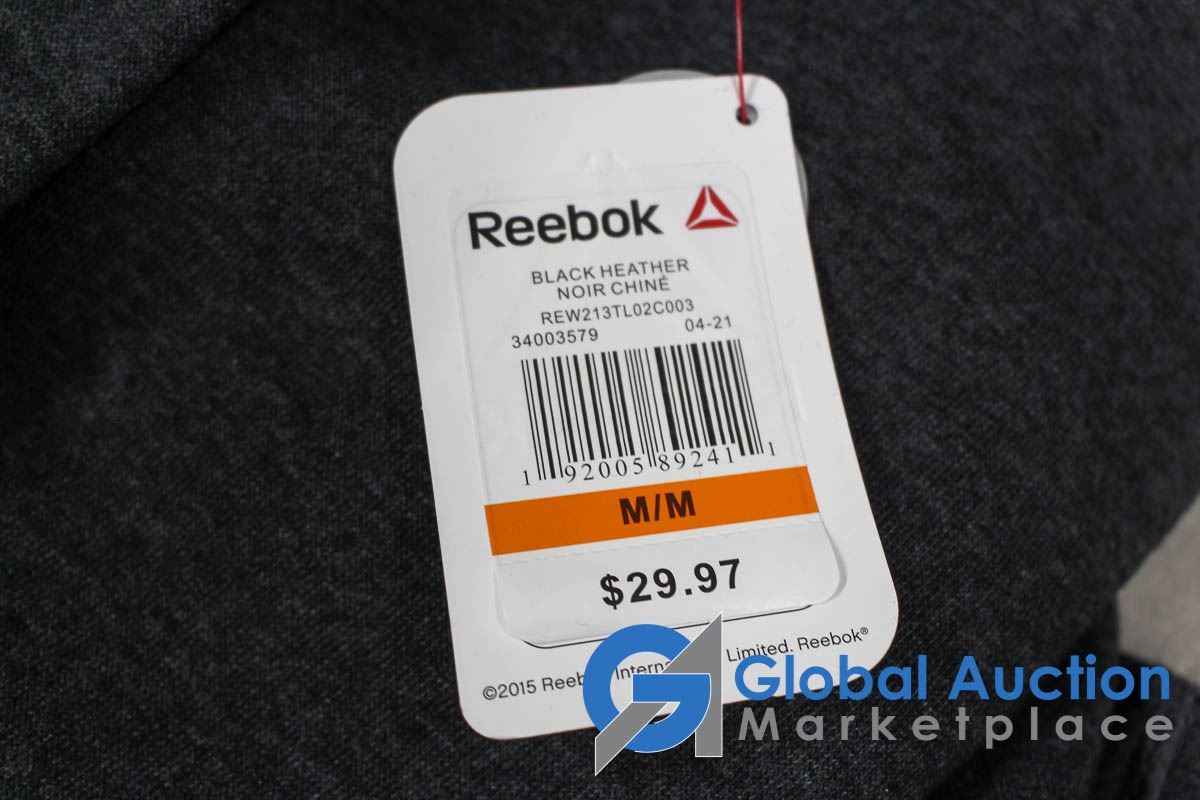 Reebok
BLACK HEATHER
NOIR CHINÉ
REW213TL02C003
34003579 04-21
1 92005 89241 1
M/M
$29.97
©2015 Limited. Reebok®
Global Auction
Marketplace